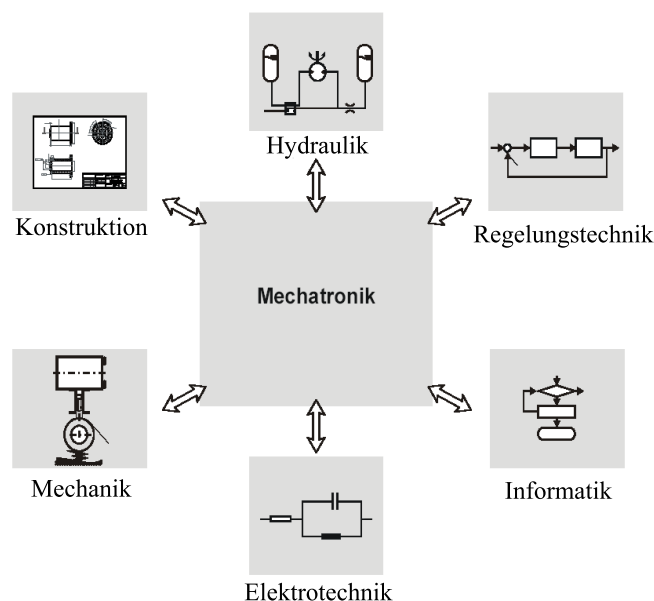 Hydraulik
Konstruktion
Regelungstechnik
Mechatronik
Mechanik
Informatik
Elektrotechnik